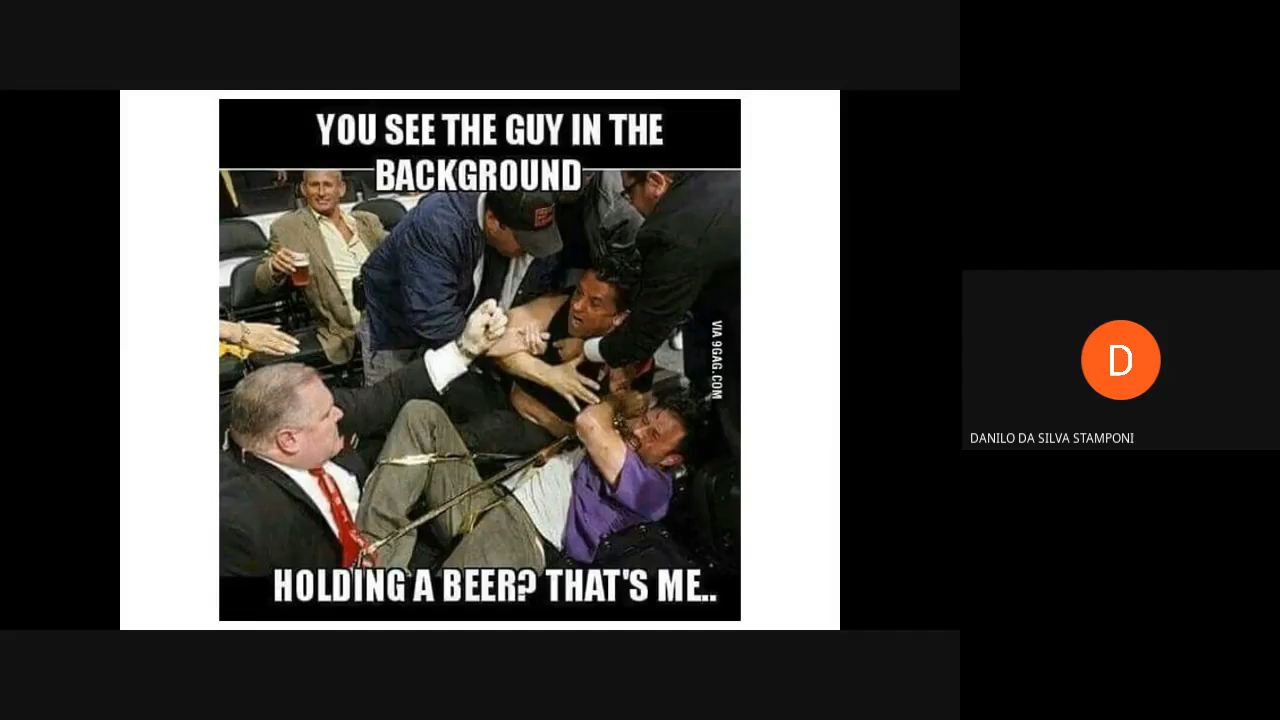 YOU SEE THE GUY IN THE
BACKGROUND
VIA 9GAG.COM
HOLDING A BEER? THAT'S ME..
D
DANILO DA SILVA STAMPONI